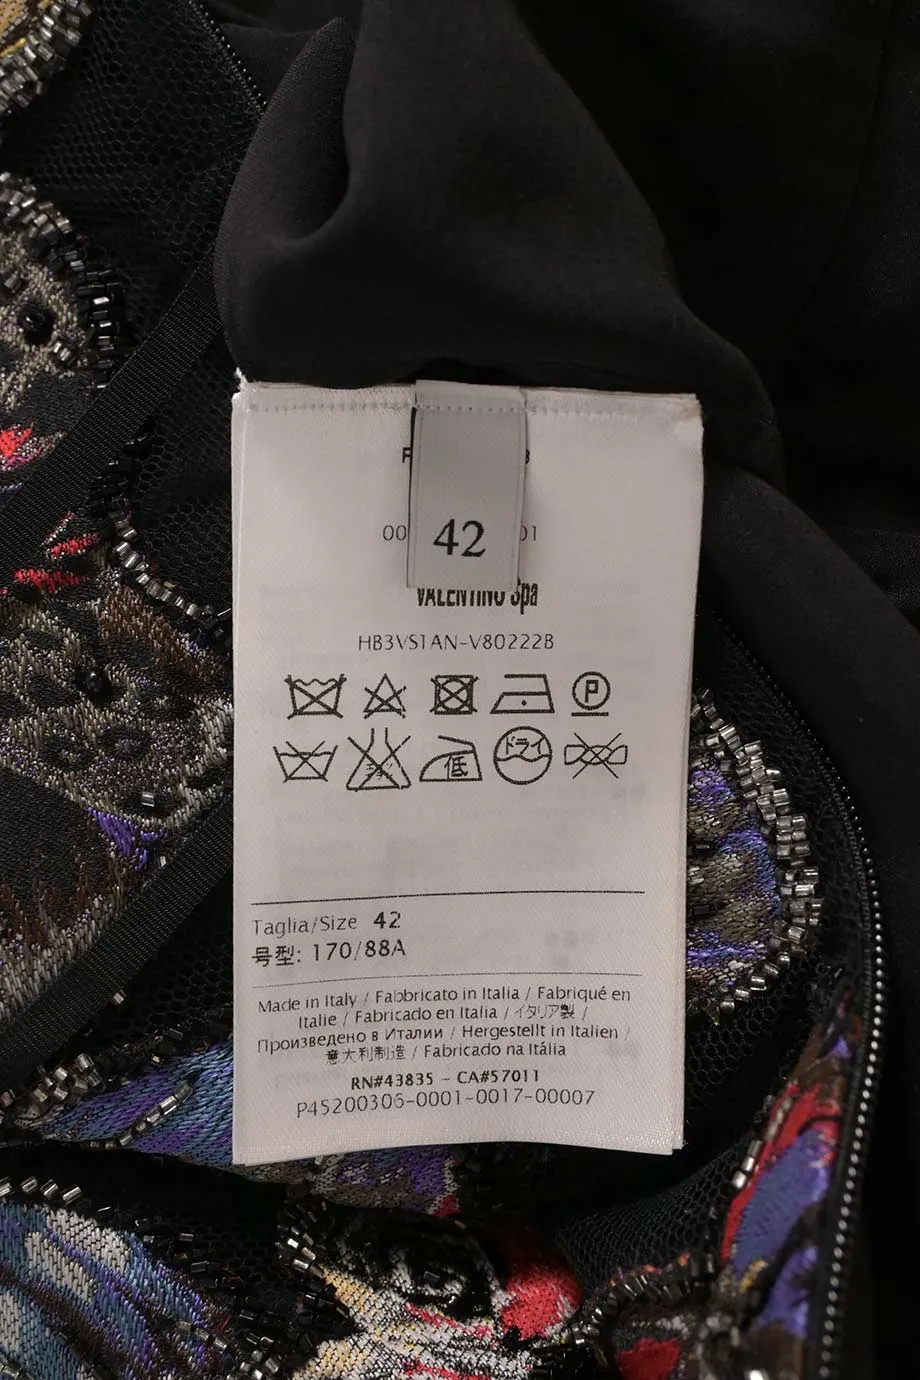 42
VALENTINO Spa
HB3VS1AN-V80222B
P
低
ドライ
Taglia/Size 42
号型: 170/88A
Made in Italy / Fabbricato in Italia / Fabriqué en
Italie / Fabricado en Italia / イタリア製 /
Произведено в Италии / Hergestellt in Italien /
意大利制造 / Fabricado na Itália
RN#43835 - CA#57011
P45200306-0001-0017-00007